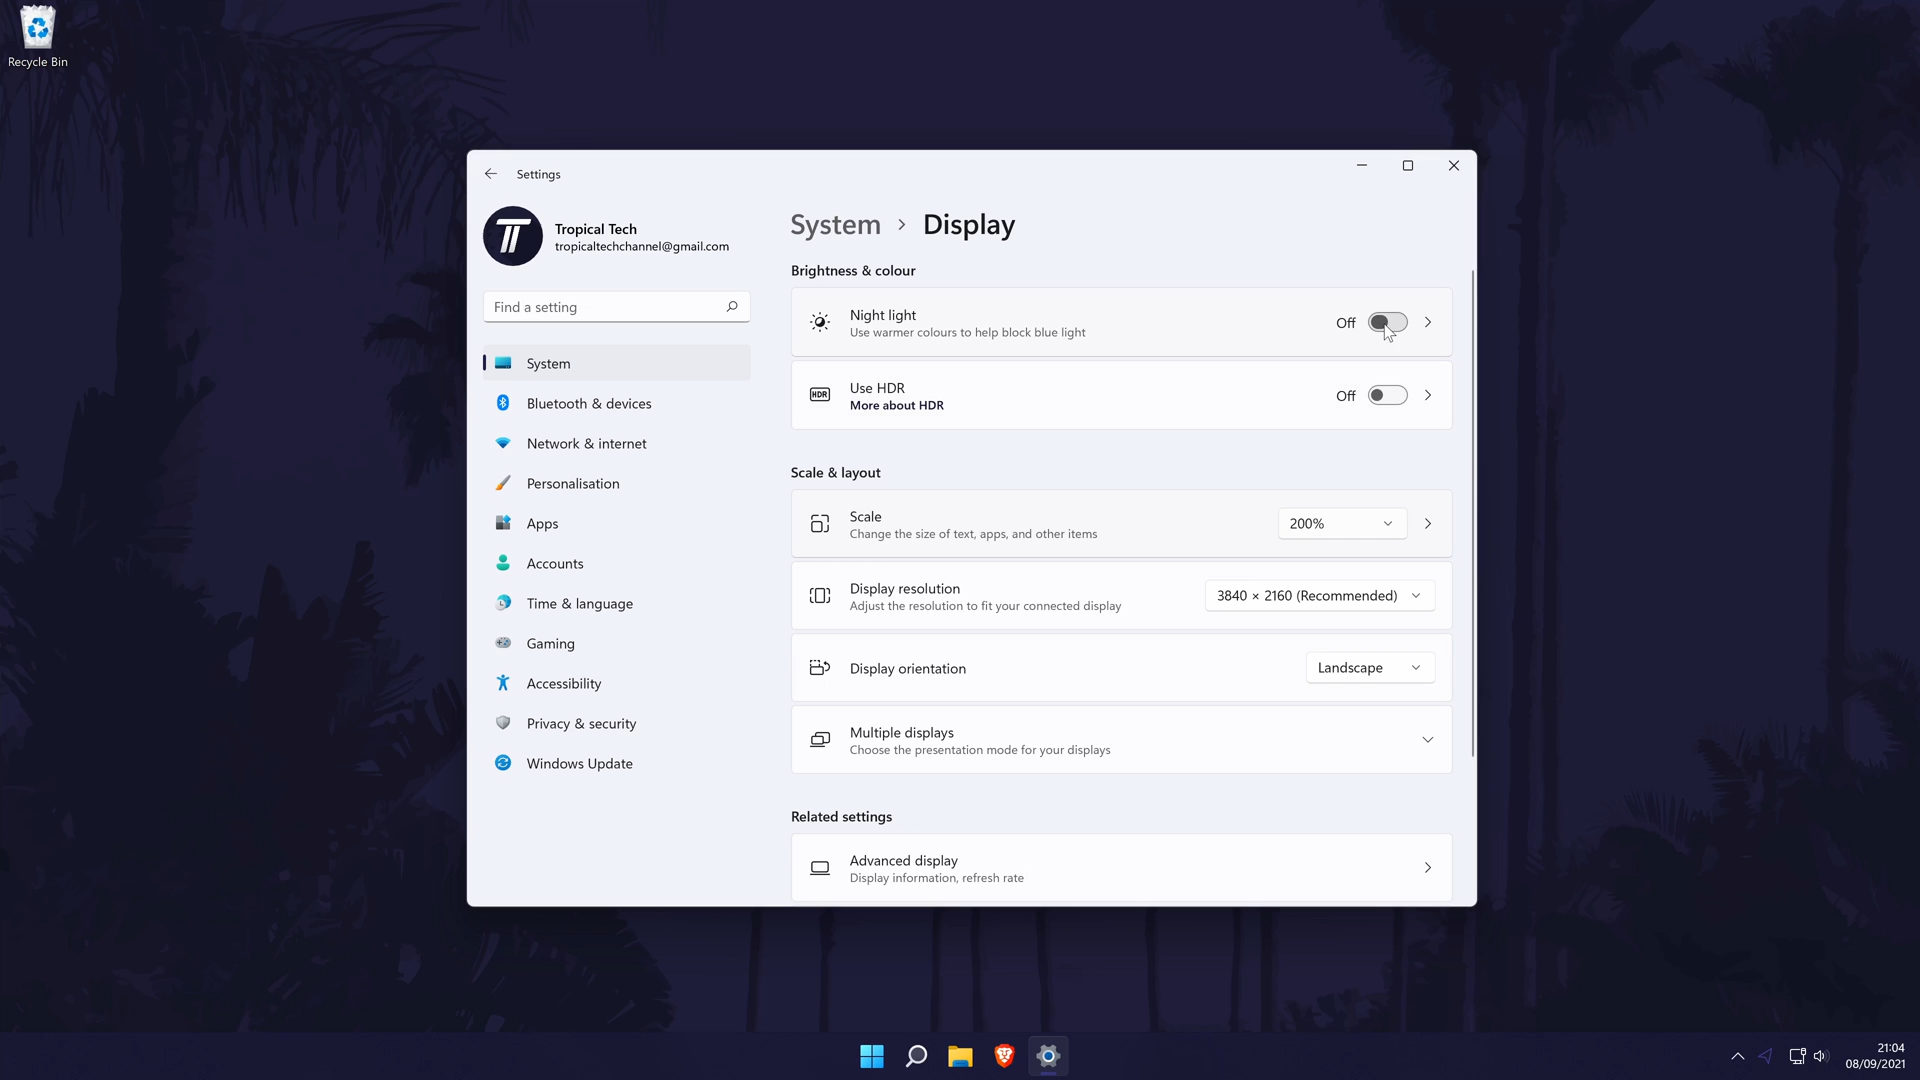 Recycle Bin
Settings
TT
Tropical Tech
tropicaltechchannel@gmail.com
Find a setting
System
Bluetooth & devices
Network & internet
Personalisation
Apps
Accounts
Time & language
Gaming
Accessibility
Privacy & security
Windows Update
System > Display
Brightness & colour
Night light
Use warmer colours to help block blue light
Off
HDR
Use HDR
More about HDR
Off
Scale & layout
Scale
Change the size of text, apps, and other items
200%
Display resolution
Adjust the resolution to fit your connected display
3840 × 2160 (Recommended)
Display orientation
Landscape
Multiple displays
Choose the presentation mode for your displays
Related settings
Advanced display
Display information, refresh rate
21:04
08/09/2021